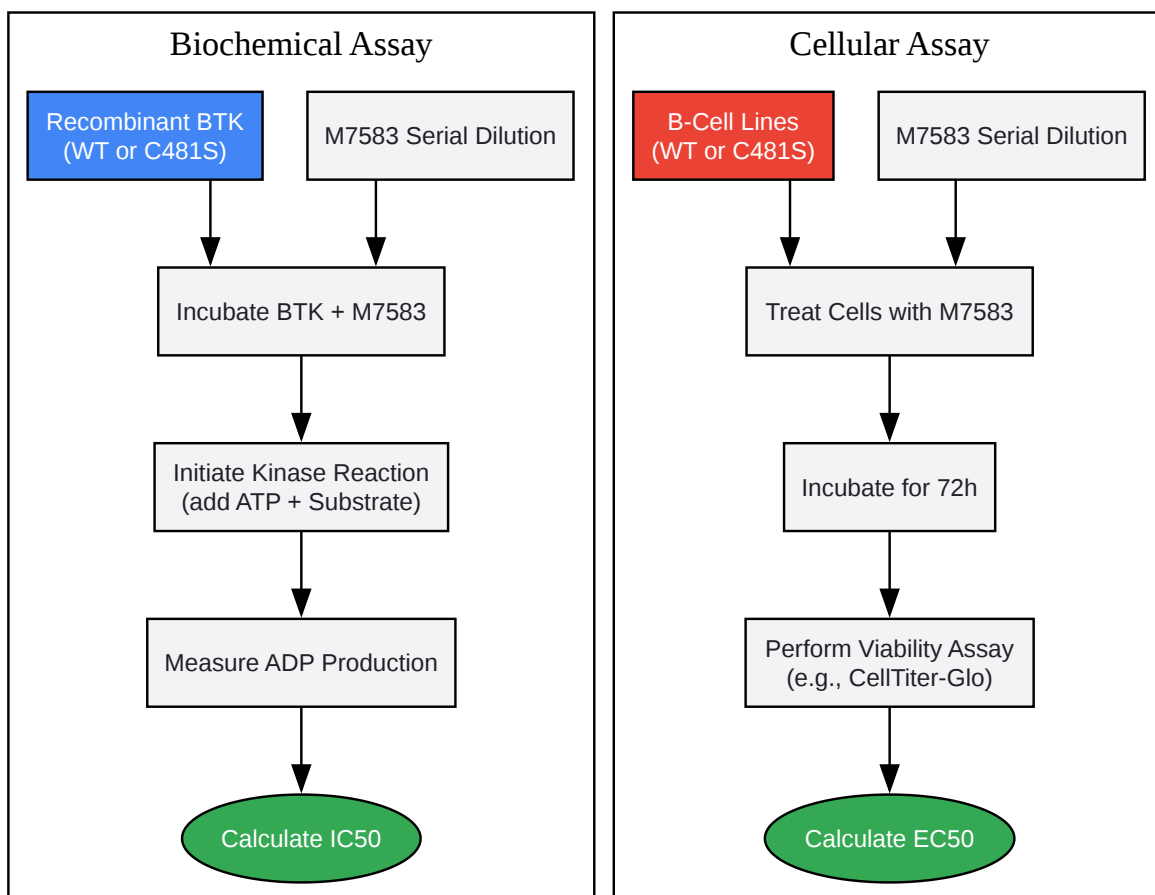 Biochemical Assay
Recombinant BTK
(WT or C481S)
M7583 Serial Dilution
Incubate BTK + M7583
Initiate Kinase Reaction
(add ATP + Substrate)
Measure ADP Production
Calculate IC50
Cellular Assay
B-Cell Lines
(WT or C481S)
M7583 Serial Dilution
Treat Cells with M7583
Incubate for 72h
Perform Viability Assay
(e.g., CellTiter-Glo)
Calculate EC50